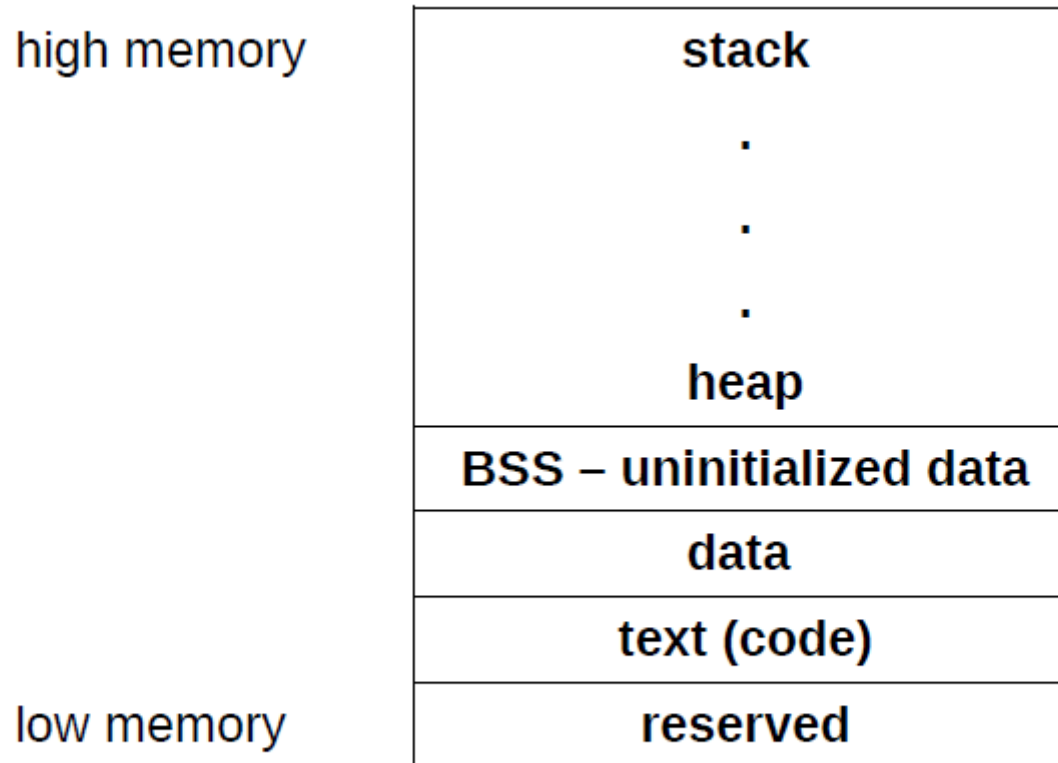 high memory stack
.
.
.
heap
BSS – uninitialized data
data
text (code)
low memory reserved